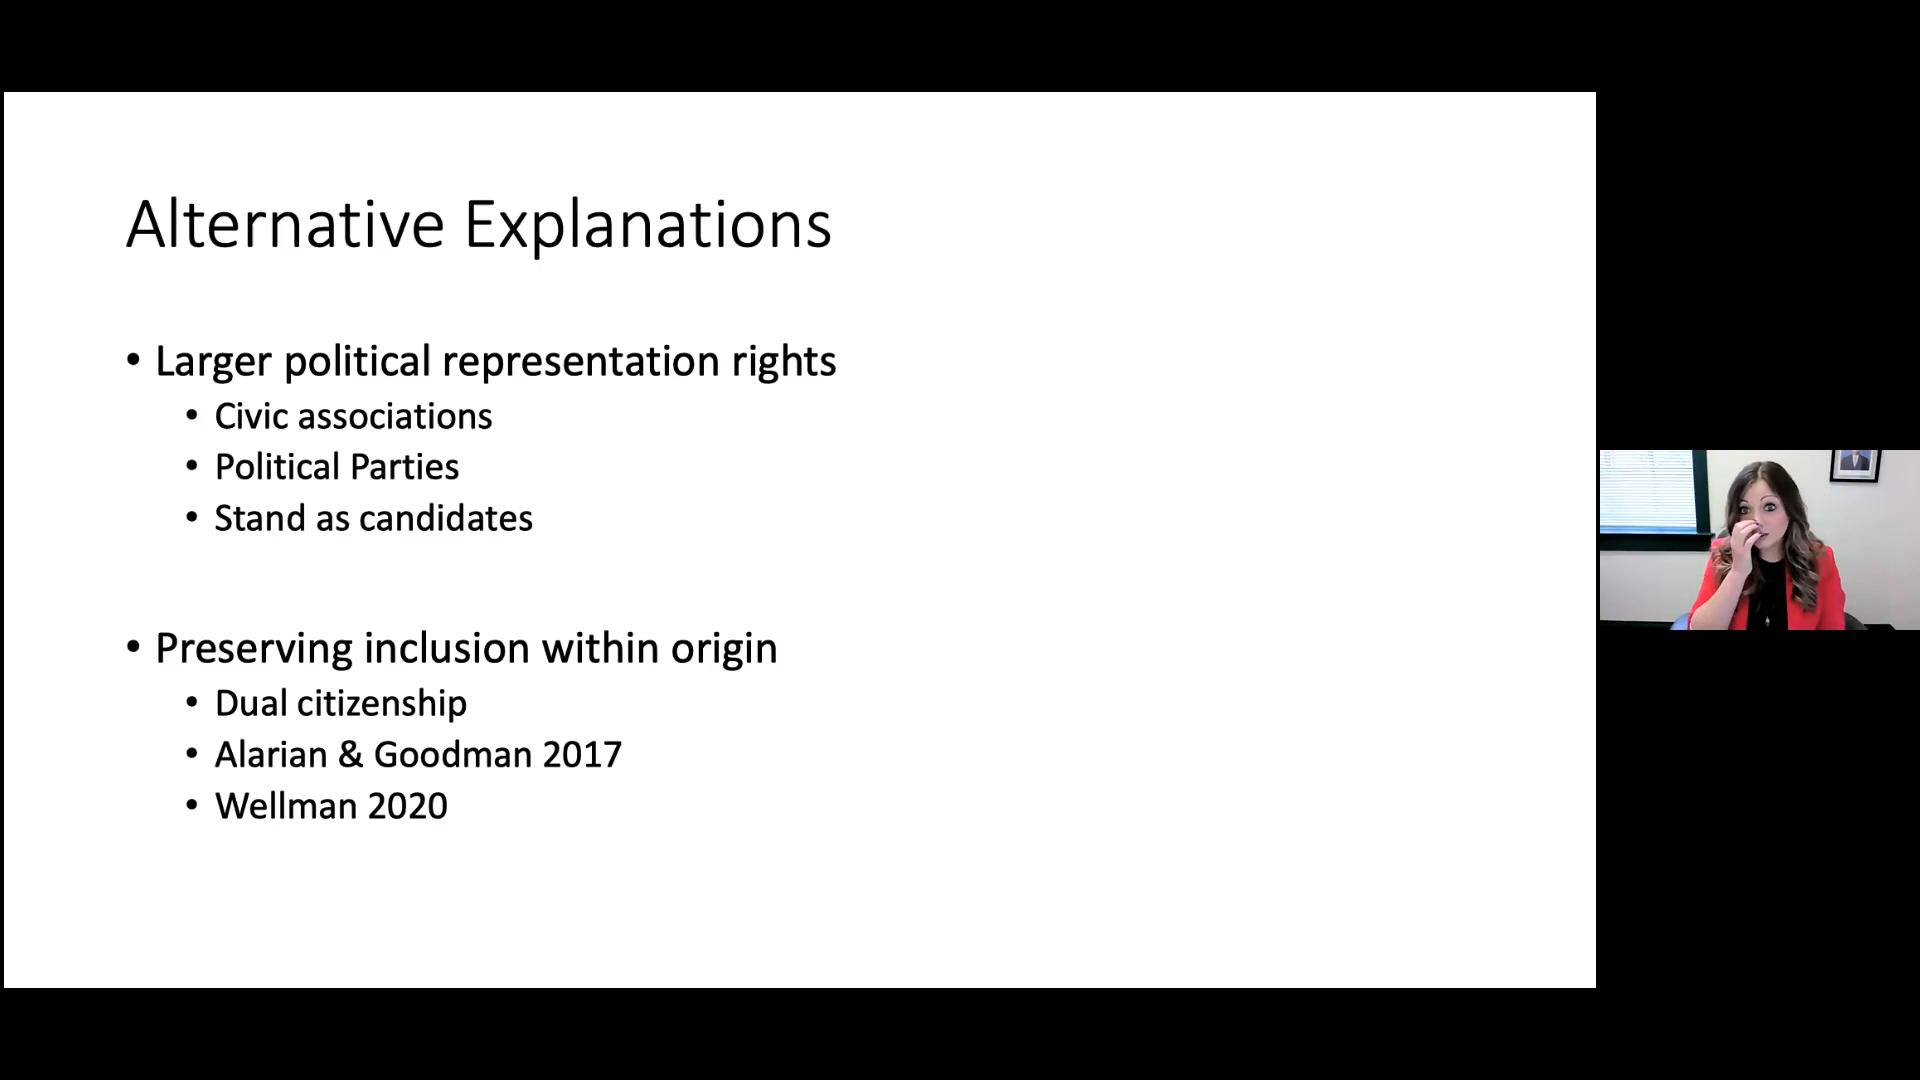 Alternative Explanations
• Larger political representation rights
• Civic associations
• Political Parties
• Stand as candidates
• Preserving inclusion within origin
• Dual citizenship
• Alarian & Goodman 2017
• Wellman 2020